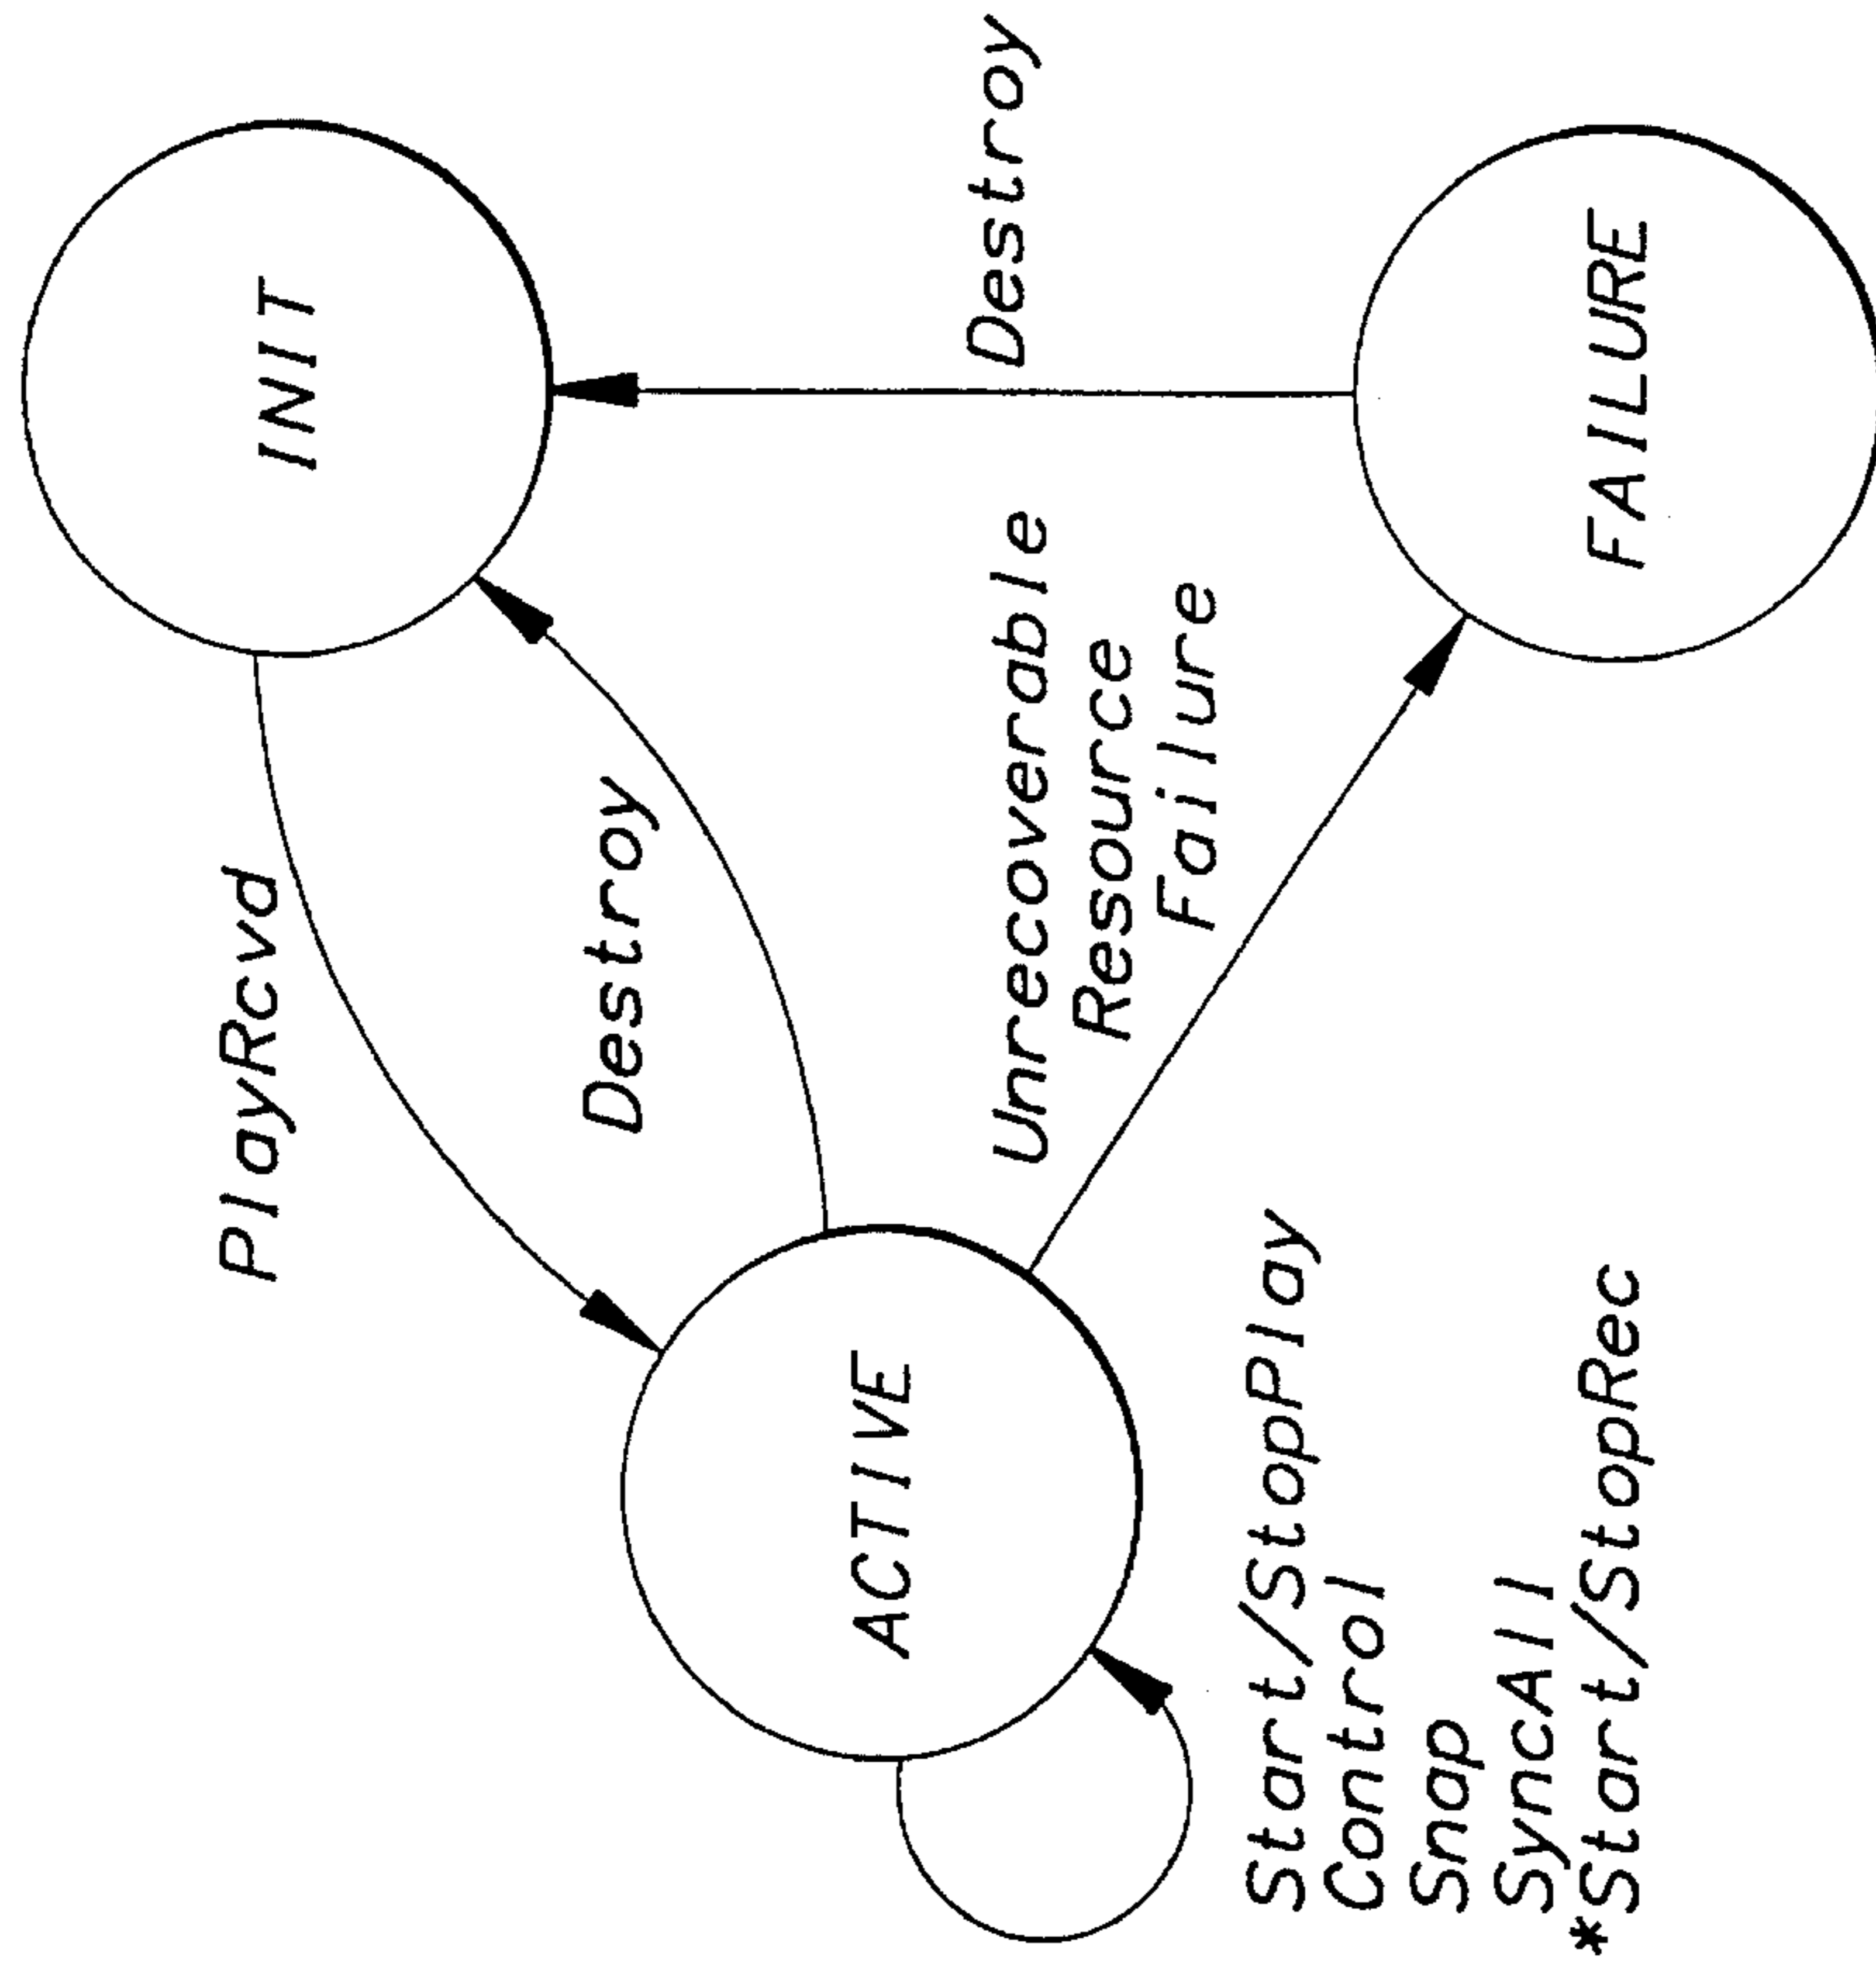 PlayRcvd
INIT
Destroy
ACTIVE
Unrecoverable
Resource
Failure
Destroy
Start/StopPlay
Control
Snap
SyncAll
*Start/StopRec
FAILURE